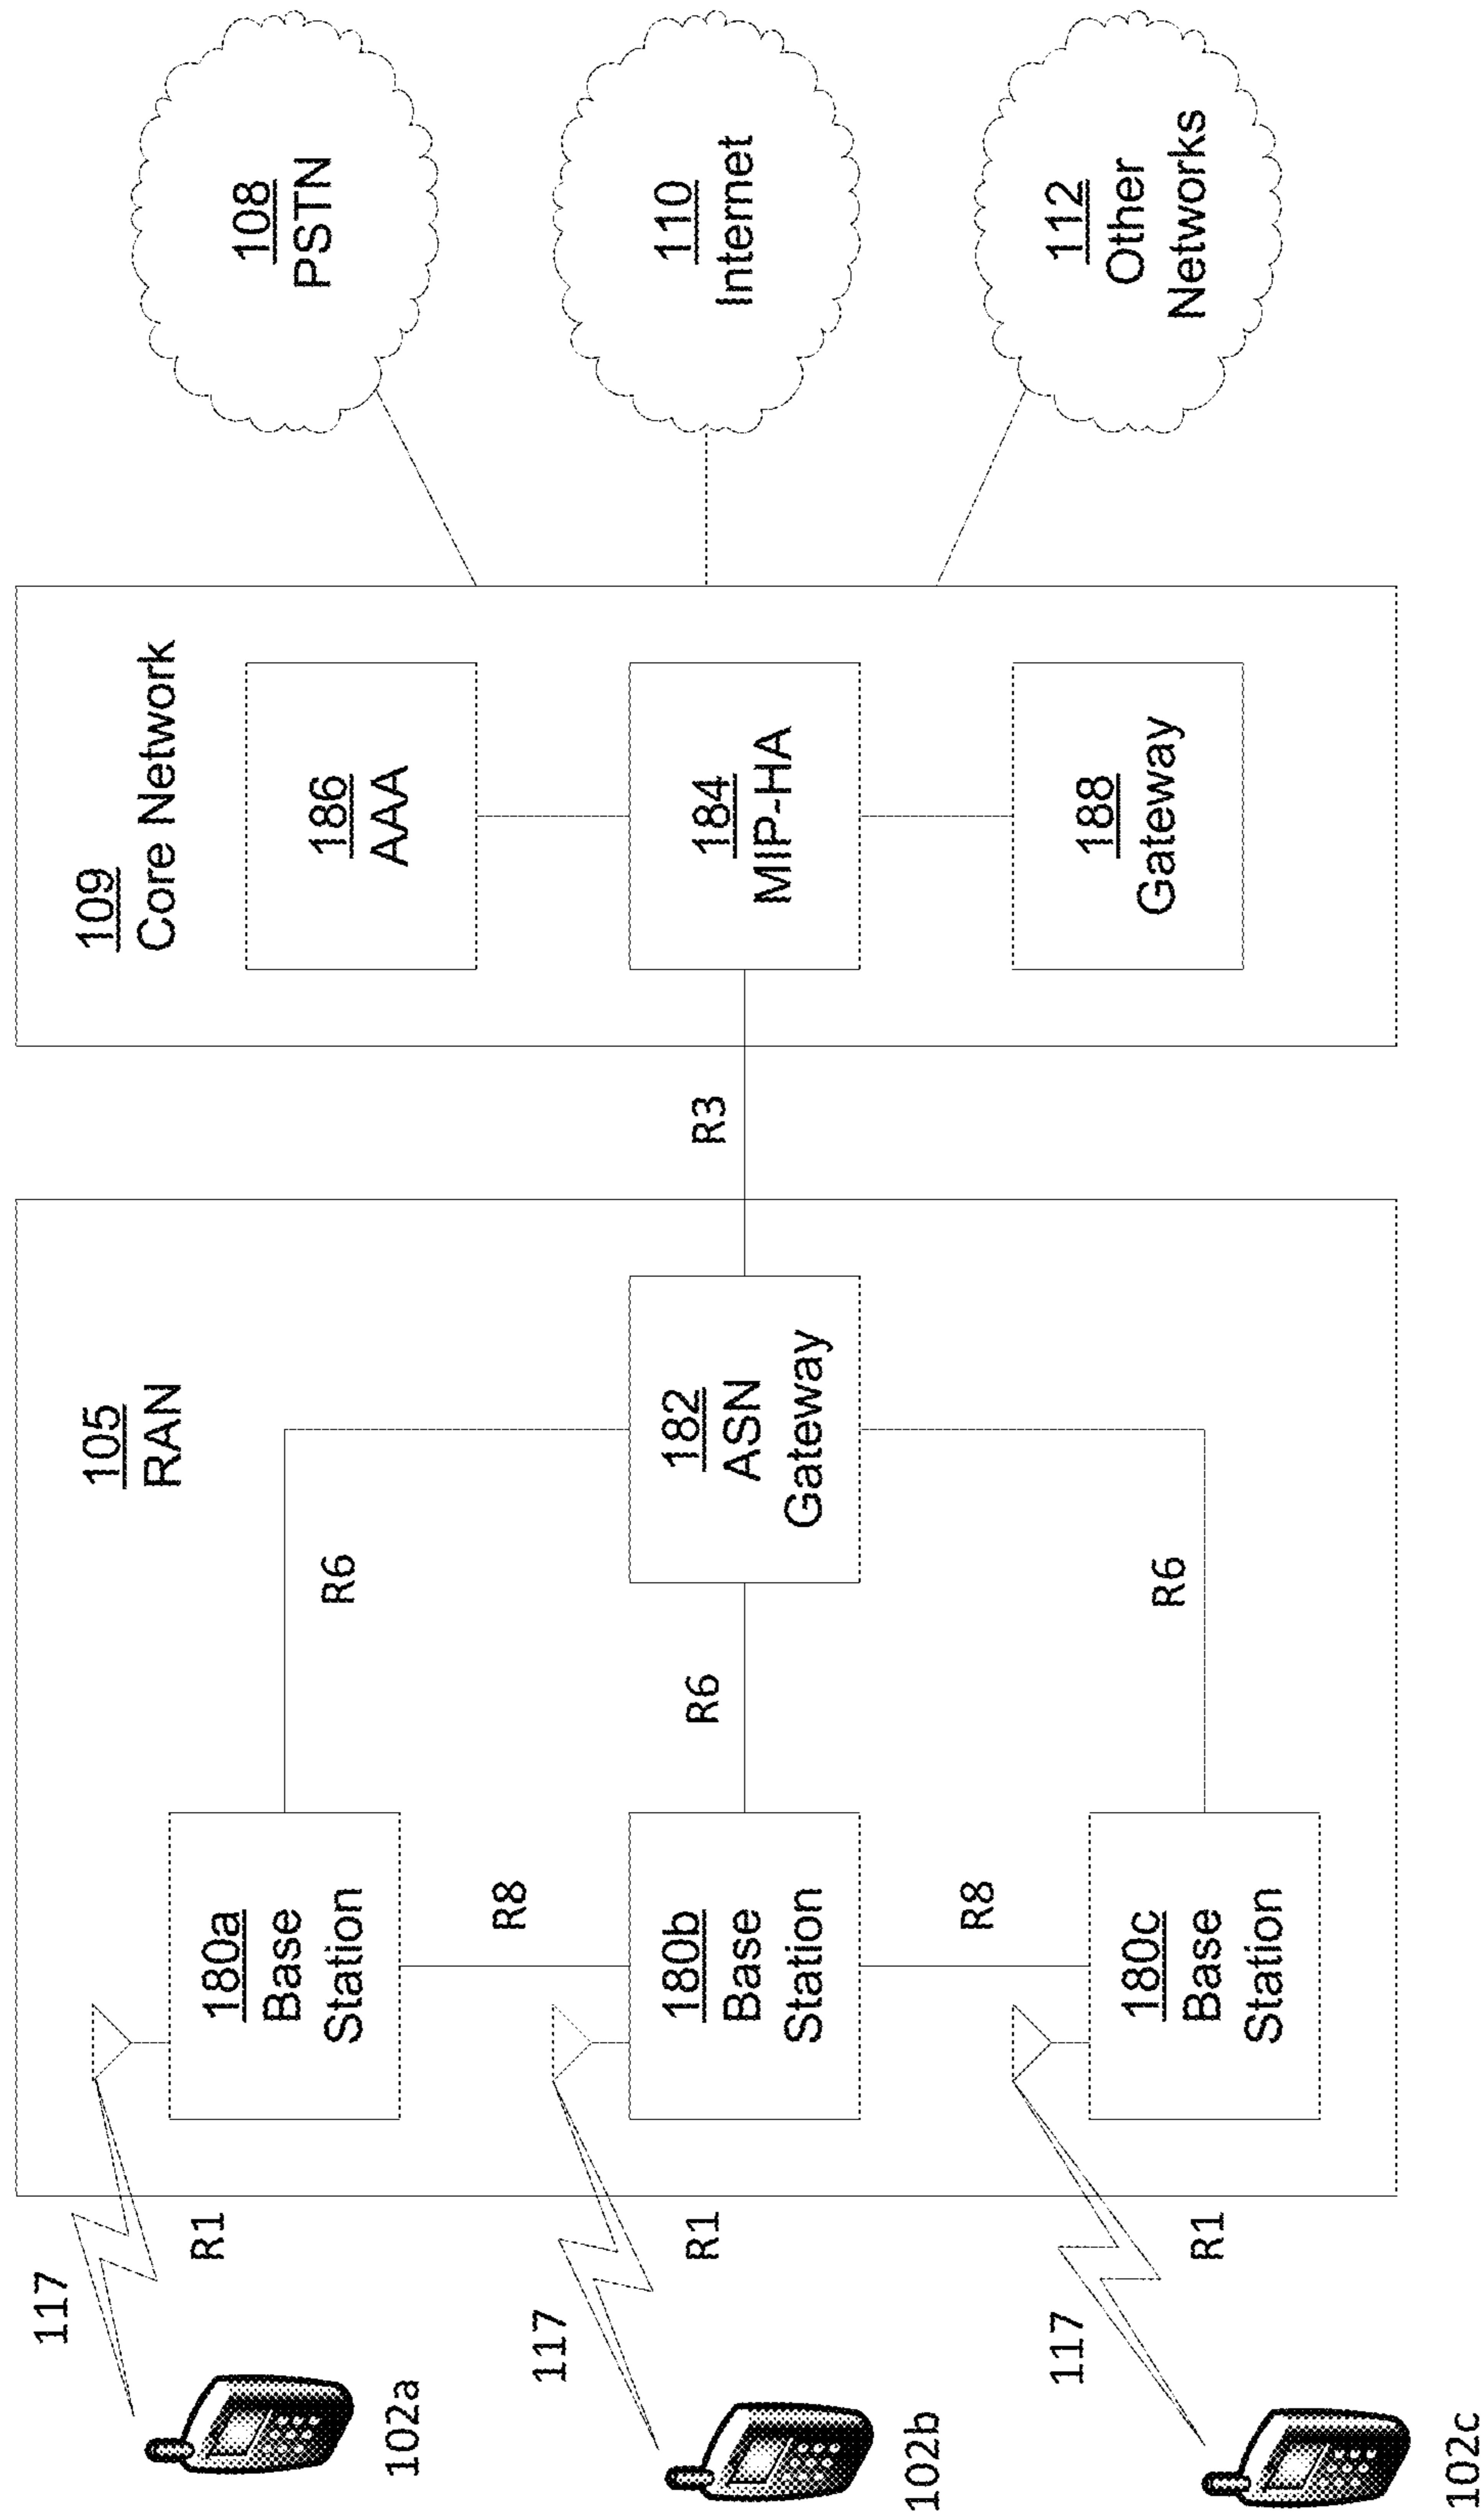 117
R1
102a
117
R1
102b
117
R1
102c
105
RAN
180a
Base
Station
R8
180b
Base
Station
R8
180c
Base
Station
R6
R6
R6
182
ASN
Gateway
R3
109
Core Network
186
AAA
184
MIP-HA
188
Gateway
108
PSTN
110
Internet
112
Other
Networks